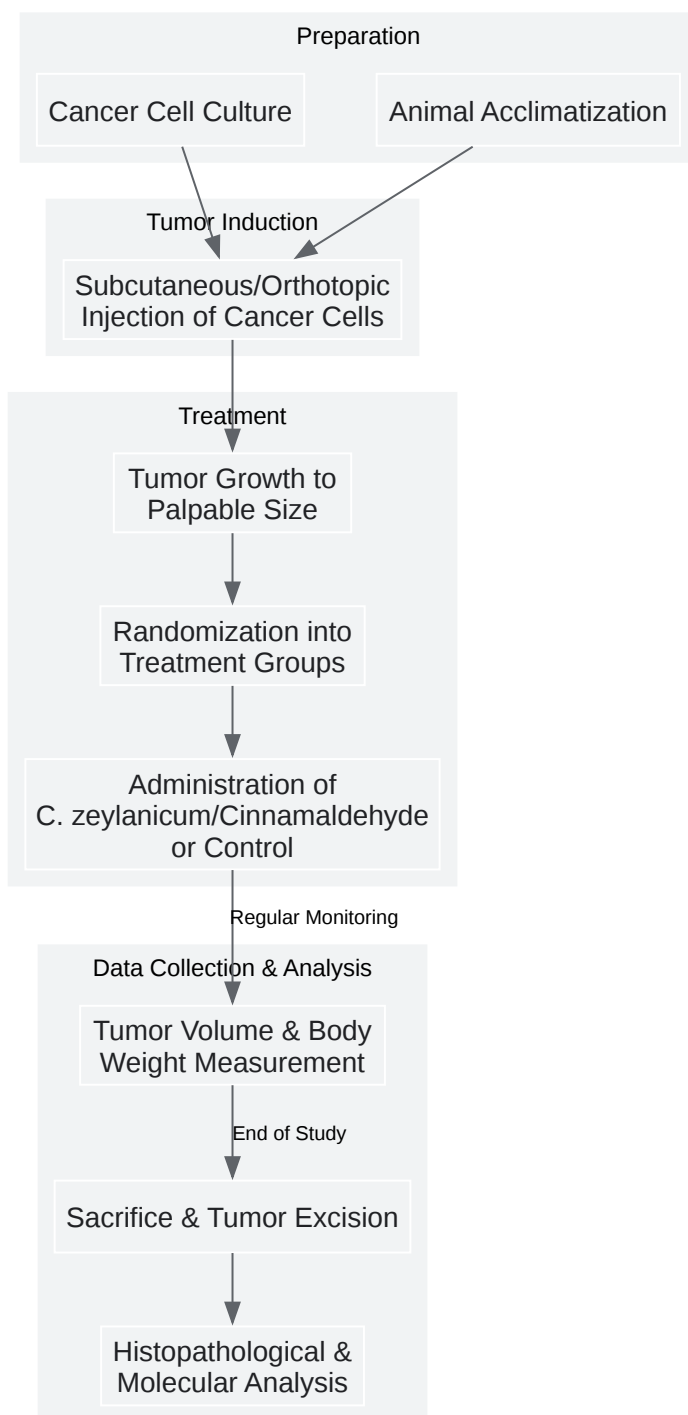 Preparation
Cancer Cell Culture
Animal Acclimatization
Tumor Induction
Subcutaneous/Orthotopic
Injection of Cancer Cells
Treatment
Tumor Growth to
Palpable Size
Randomization into
Treatment Groups
Administration of
C. zeylanicum/Cinnamaldehyde
or Control
Regular Monitoring
Data Collection & Analysis
Tumor Volume & Body
Weight Measurement
End of Study
Sacrifice & Tumor Excision
Histopathological &
Molecular Analysis